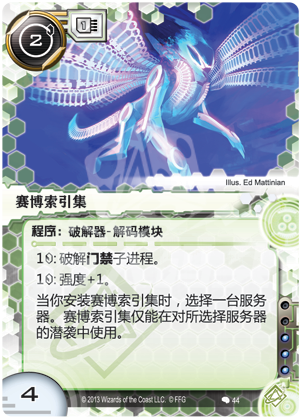 2
Illus. Ed Mattinian
赛博索引集
程序：破解器-解码模块
1：破解门禁子进程。
1：强度+1。
当你安装赛博索引集时，选择一台服务
器。赛博索引集仅能在对所选择服务器
的潜袭中使用。
4
© 2013 Wizards of the Coast LLC. © FFG
44